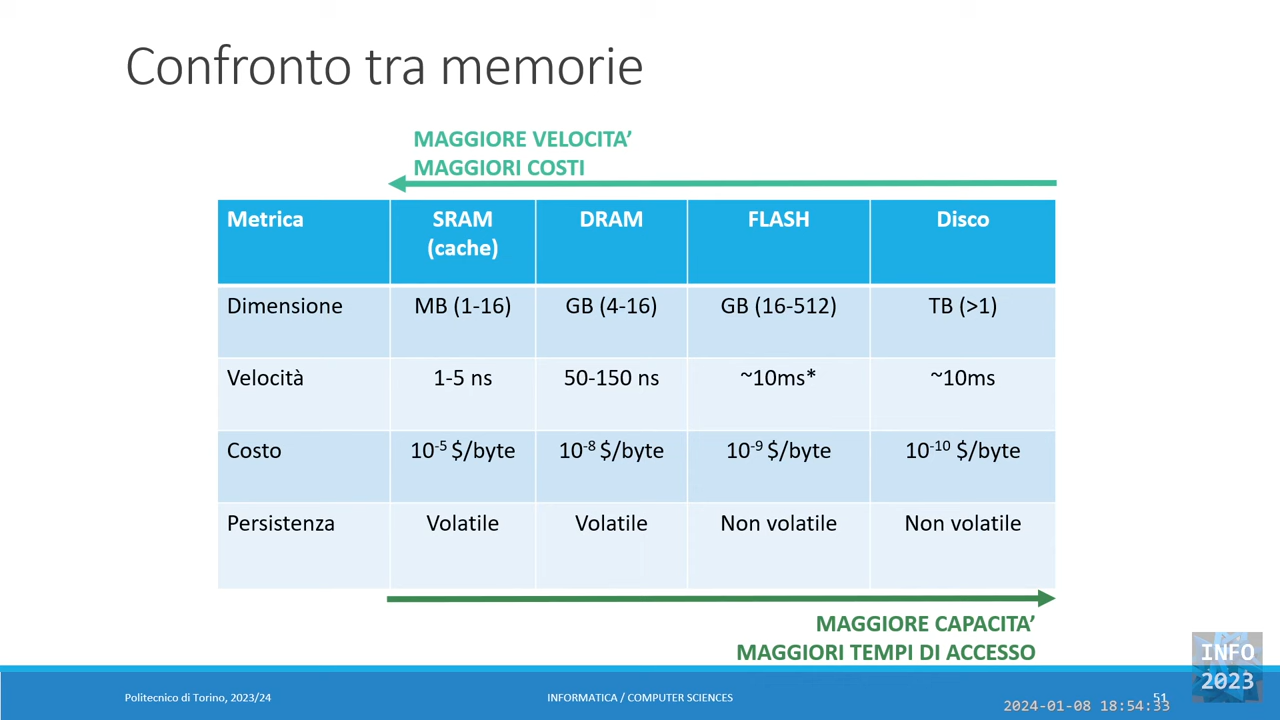 Confronto tra memorie
MAGGIORE VELOCITA’
MAGGIORI COSTI
Metrica SRAM DRAM FLASH Disco
(cache)
Dimensione MB (1-16) GB (4-16) GB (16-512) TB (>1)
Velocità 1-5 ns 50-150 ns ~10ms* ~10ms
Costo 10-5 $/byte 10-8 $/byte 10-9 $/byte 10-10 $/byte
Persistenza Volatile Volatile Non volatile Non volatile
MAGGIORE CAPACITA’
MAGGIORI TEMPI DI ACCESSO
INFO
2023
Politecnico di Torino, 2023/24 INFORMATICA / COMPUTER SCIENCES 51
2024-01-08 18:54:33